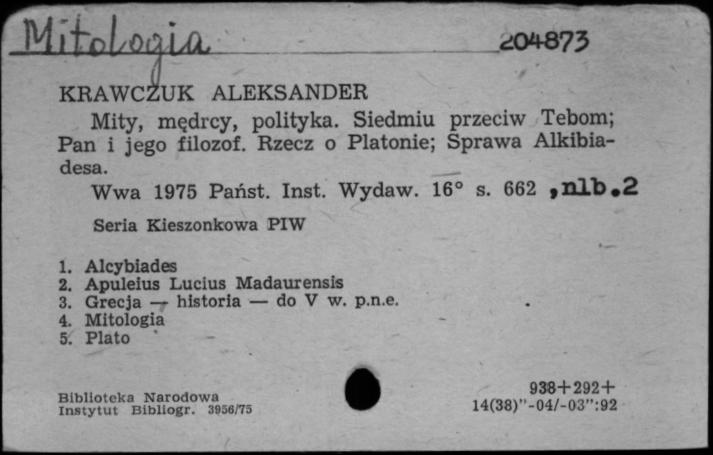 Mitologia 204873
KRAWCZUK ALEKSANDER
Mity, mędrcy, polityka. Siedmiu przeciw Tebom;
Pan i jego filozof. Rzecz o Platonie; Sprawa Alkibia-
desa.
Wwa 1975 Państ. Inst. Wydaw. 16° s. 662 ,nlb.2
Seria Kieszonkowa PIW
1. Alcybiades
2. Apuleius Lucius Madaurensis
3. Grecja — historia — do V w. p.n.e.
4. Mitologia
5. Plato
Biblioteka Narodowa
Instytut Bibliogr. 3956/75
938+292+
14(38)"-04/-03":92